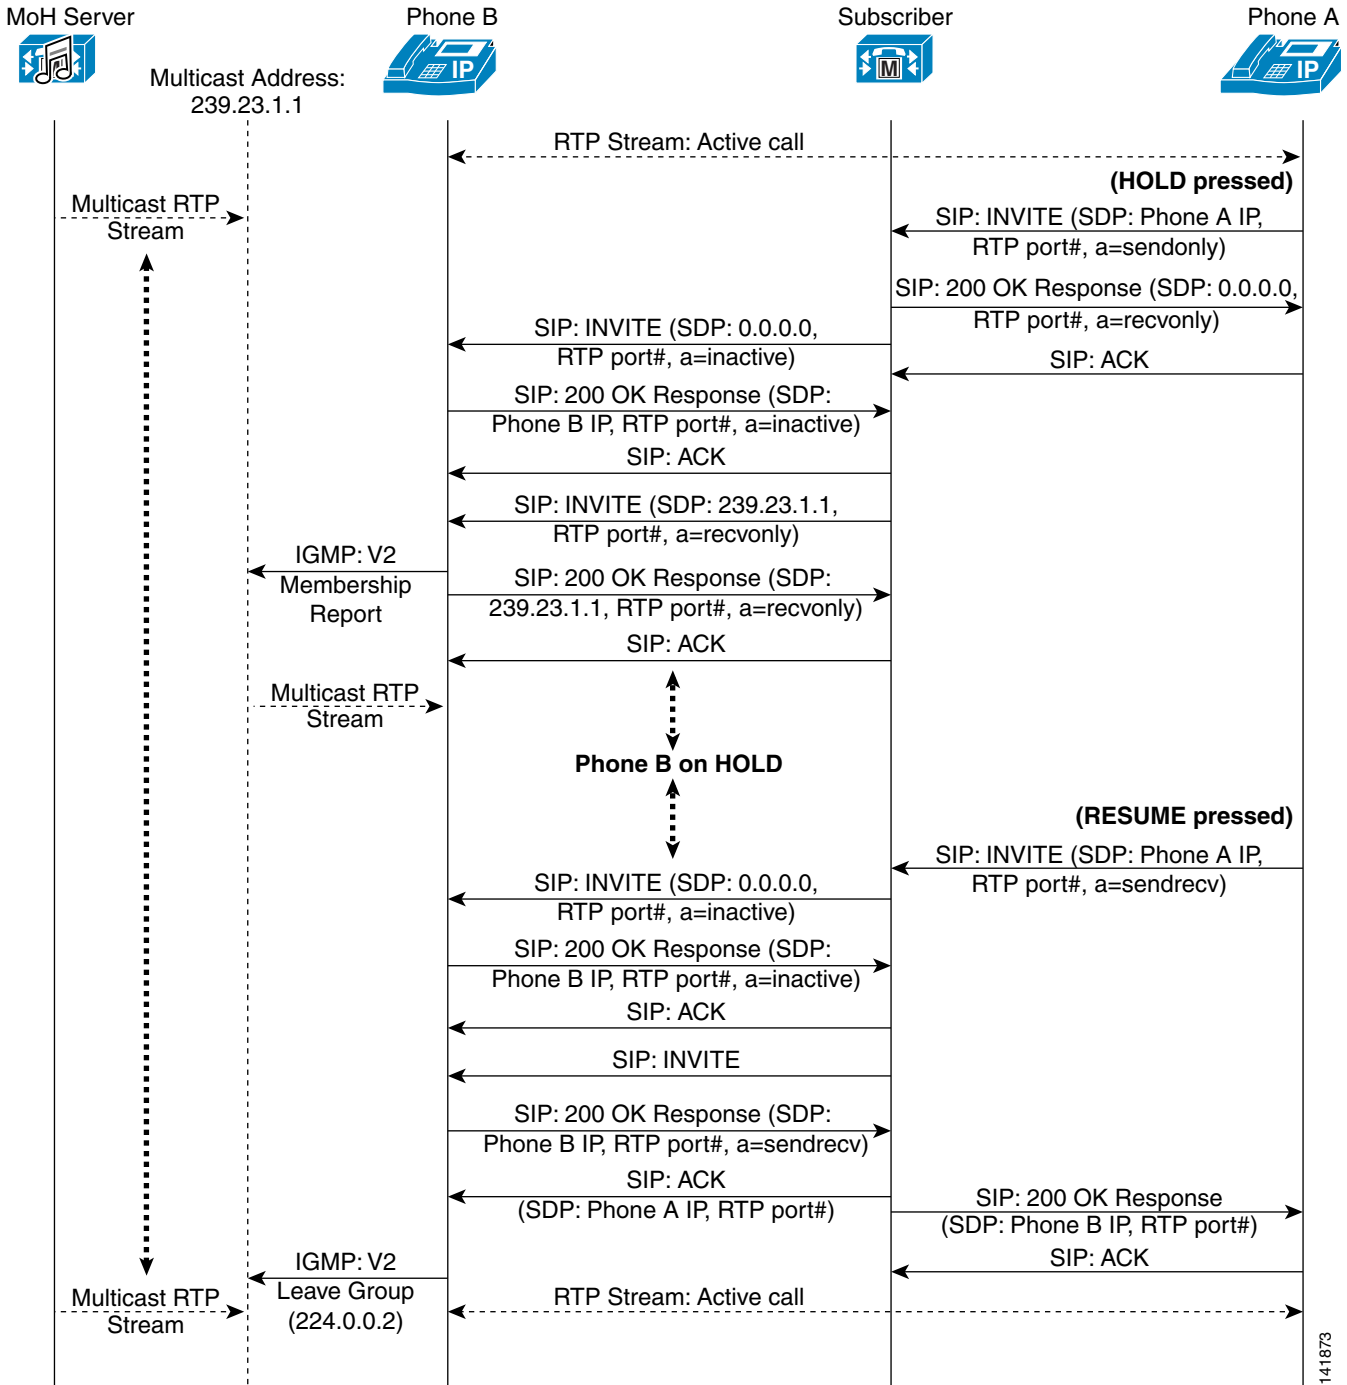 MoH Server
Phone B
Subscriber
Phone A
IP
M
IP
Multicast Address:
239.23.1.1
RTP Stream: Active call
(HOLD pressed)
Multicast RTP
Stream
SIP: INVITE (SDP: Phone A IP,
RTP port#, a=sendonly)
SIP: 200 OK Response (SDP: 0.0.0.0,
RTP port#, a=recvonly)
SIP: INVITE (SDP: 0.0.0.0,
RTP port#, a=inactive)
SIP: ACK
SIP: 200 OK Response (SDP:
Phone B IP, RTP port#, a=inactive)
SIP: ACK
SIP: INVITE (SDP: 239.23.1.1,
RTP port#, a=recvonly)
IGMP: V2
Membership
Report
SIP: 200 OK Response (SDP:
239.23.1.1, RTP port#, a=recvonly)
SIP: ACK
Multicast RTP
Stream
Phone B on HOLD
(RESUME pressed)
SIP: INVITE (SDP: Phone A IP,
RTP port#, a=sendrecv)
SIP: INVITE (SDP: 0.0.0.0,
RTP port#, a=inactive)
SIP: 200 OK Response (SDP:
Phone B IP, RTP port#, a=inactive)
SIP: ACK
SIP: INVITE
SIP: 200 OK Response (SDP:
Phone B IP, RTP port#, a=sendrecv)
SIP: ACK
(SDP: Phone A IP, RTP port#)
SIP: 200 OK Response
(SDP: Phone B IP, RTP port#)
SIP: ACK
IGMP: V2
Leave Group
(224.0.0.2)
Multicast RTP
Stream
RTP Stream: Active call
141873